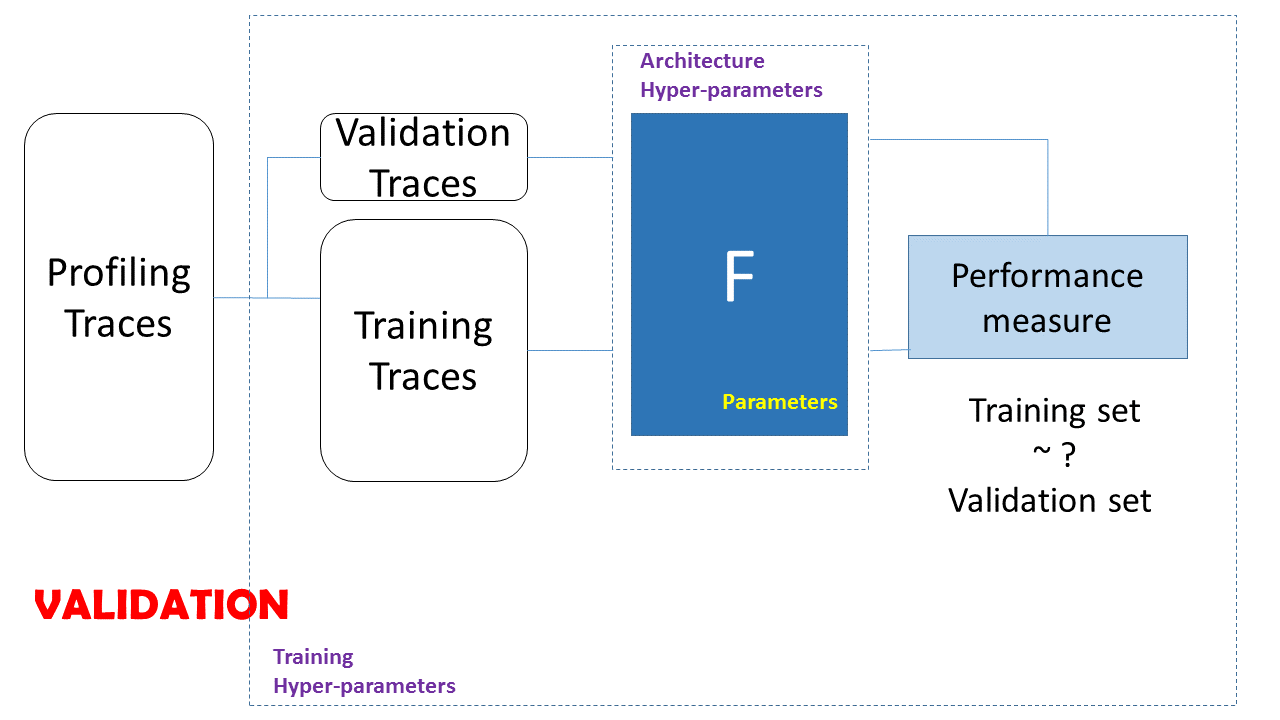 Architecture
Hyper-parameters
Validation
Traces
Profiling
Traces
Training
Traces
F
Parameters
Performance
measure
Training set
~ ?
Validation set
VALIDATION
Training
Hyper-parameters